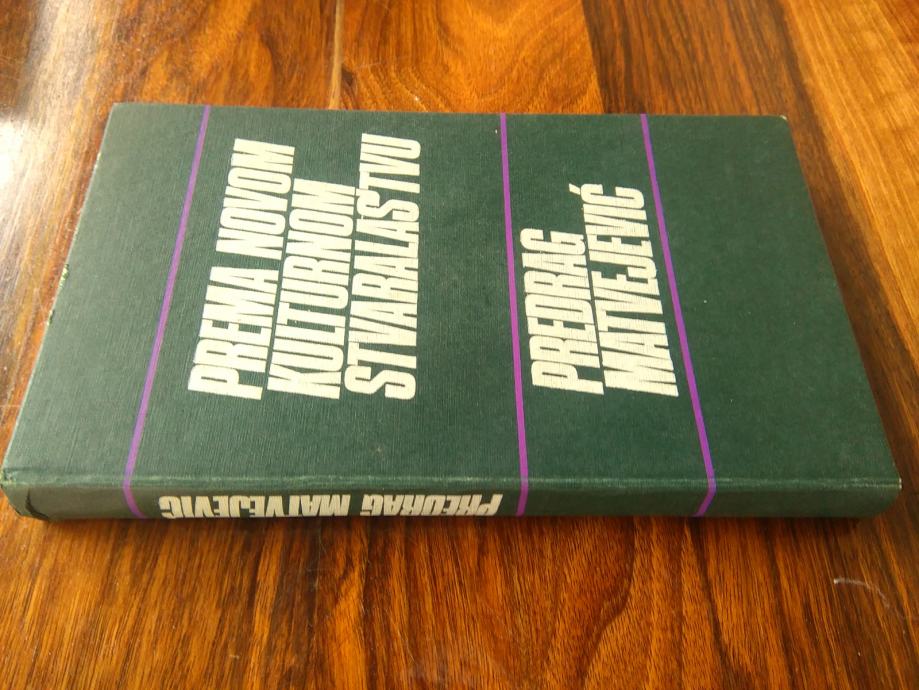 PREMA NOVOM
KULTURNOM
STVARALAŠTVU
PREDRAG
MATVEJEVIĆ
PREDRAG MATVEJEVIĆ